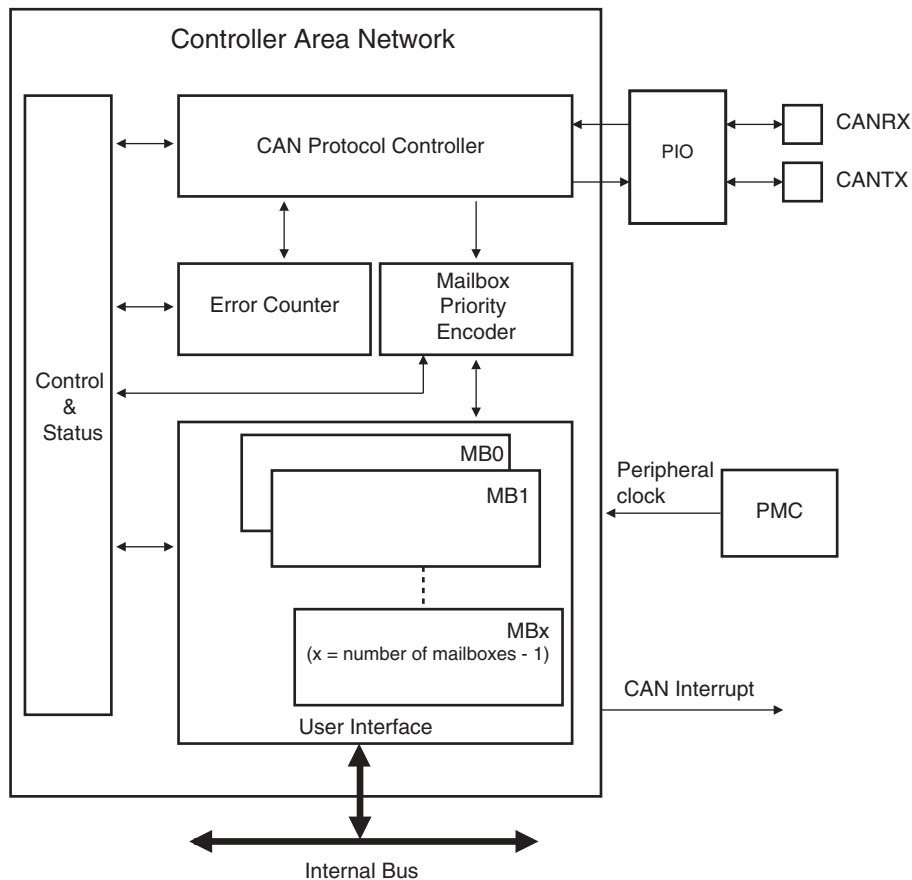 Controller Area Network
CAN Protocol Controller
PIO
CANRX
CANTX
Error Counter
Mailbox
Priority
Encoder
Control
&
Status
MB0
MB1
Peripheral
clock
PMC
MBx
(x = number of mailboxes - 1)
CAN Interrupt
User Interface
Internal Bus